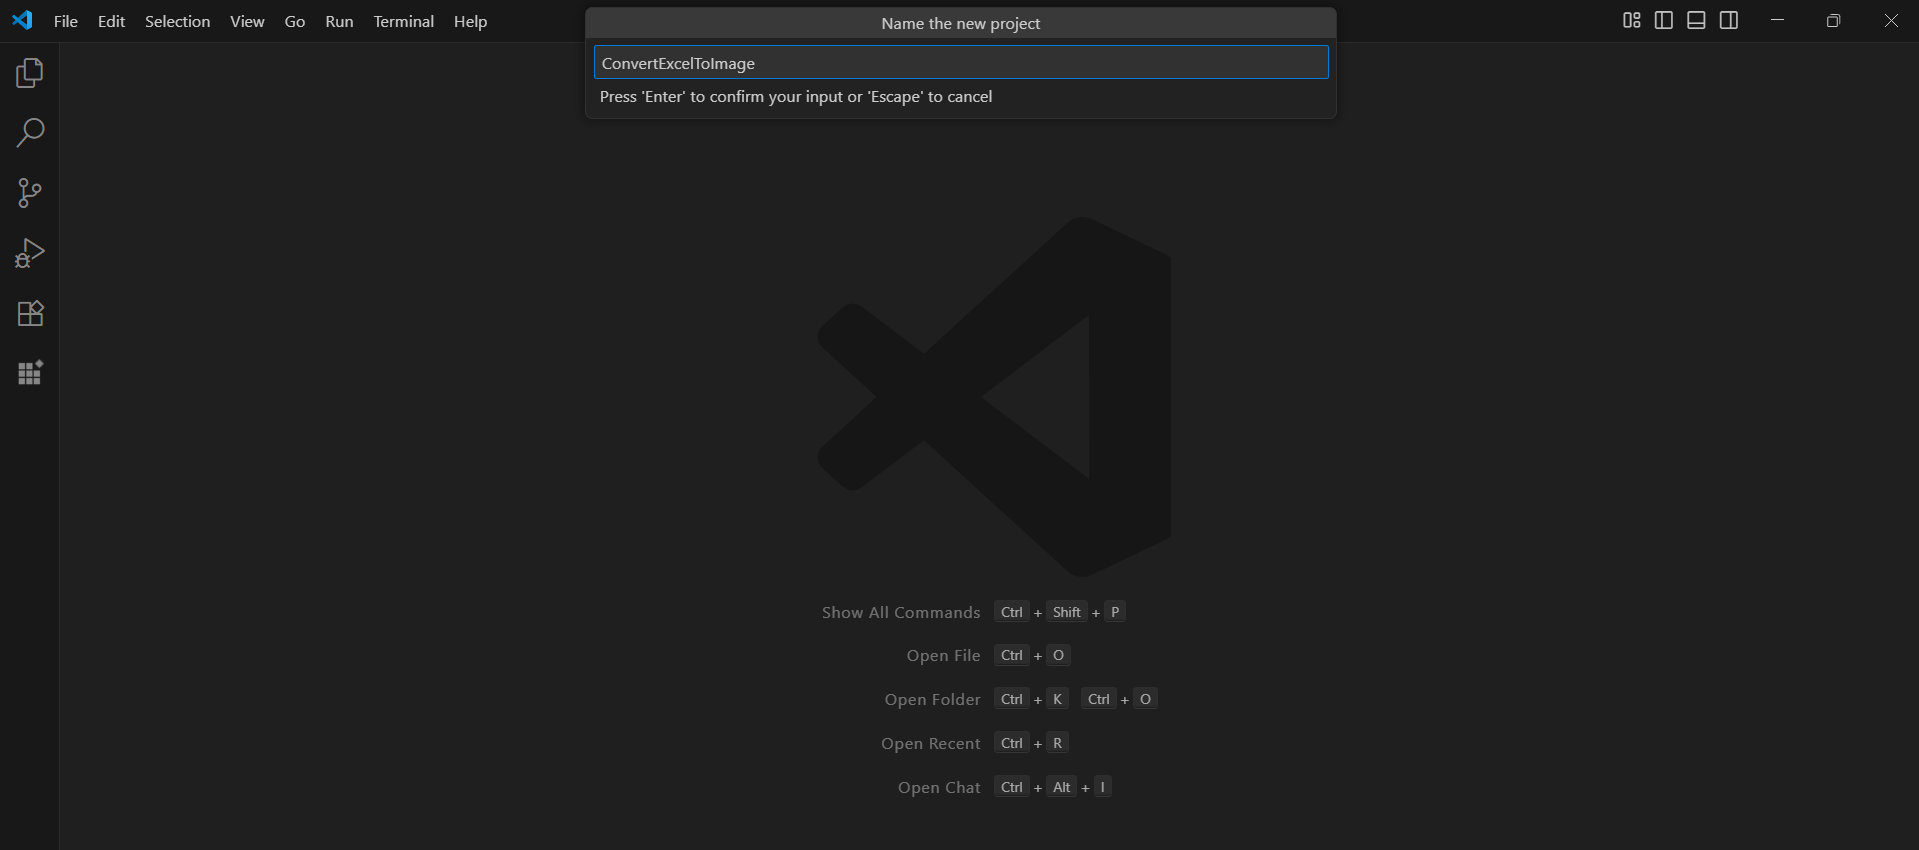 File Edit Selection View Go Run Terminal Help
Name the new project
ConvertExcelToImage
Press 'Enter' to confirm your input or 'Escape' to cancel
Show All Commands Ctrl + Shift + P
Open File Ctrl + O
Open Folder Ctrl + K Ctrl + O
Open Recent Ctrl + R
Open Chat Ctrl + Alt + I